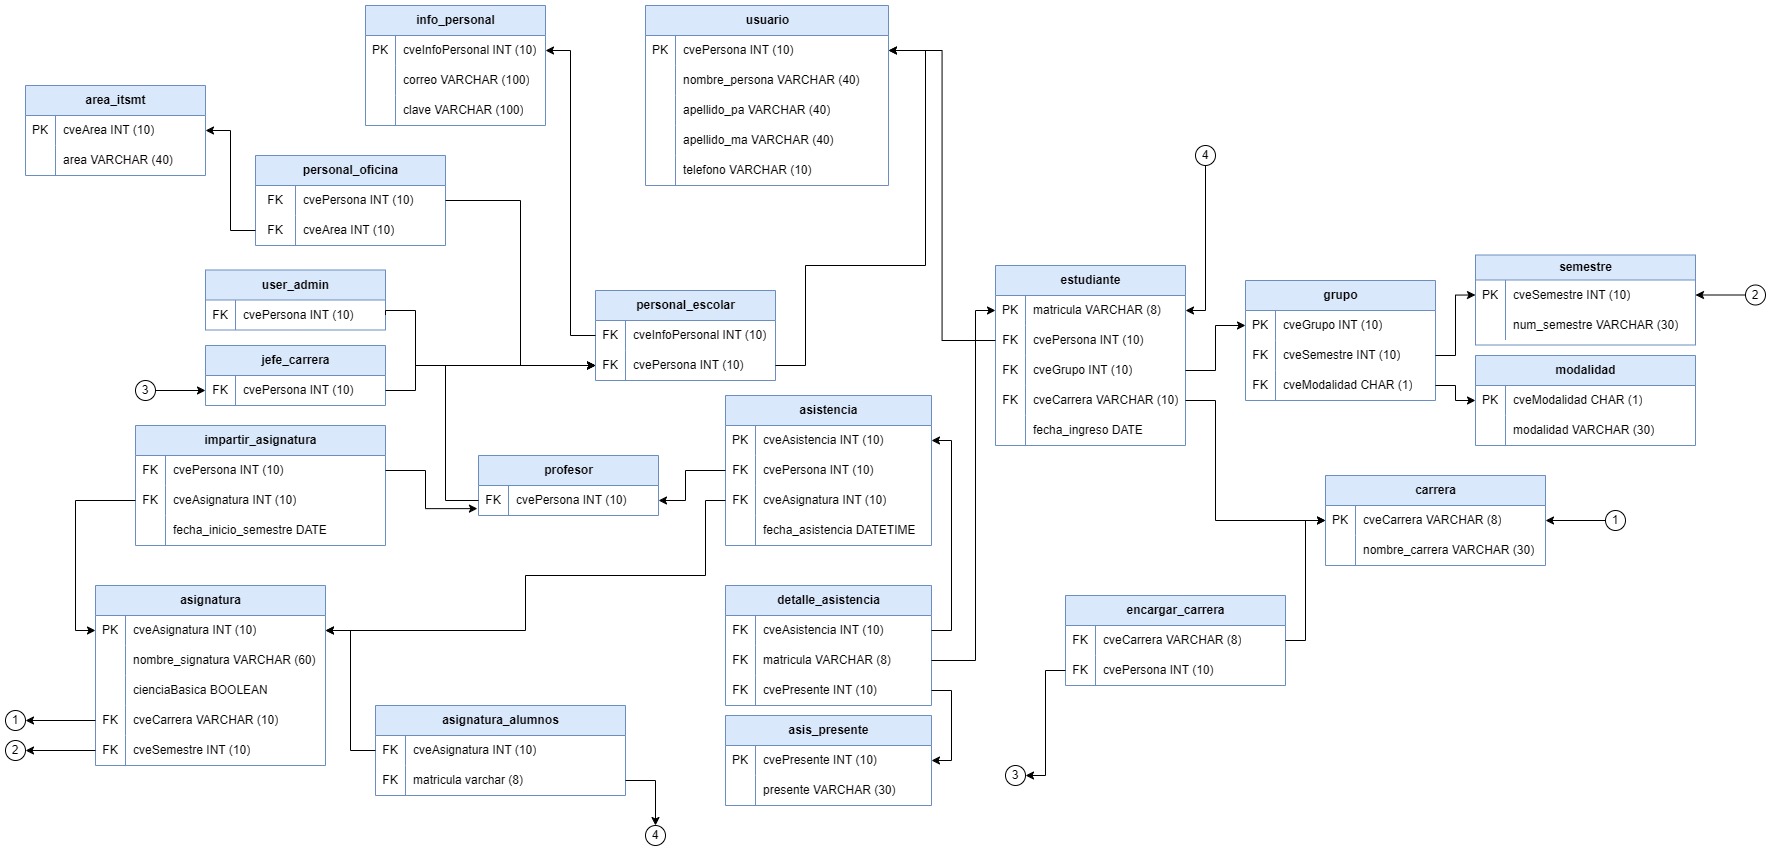 info_personal
PK cveInfoPersonal INT (10)
correo VARCHAR (100)
clave VARCHAR (100)
usuario
PK cvePersona INT (10)
nombre_persona VARCHAR (40)
apellido_pa VARCHAR (40)
apellido_ma VARCHAR (40)
telefono VARCHAR (10)
area_itsmt
PK cveArea INT (10)
area VARCHAR (40)
personal_oficina
FK cvePersona INT (10)
FK cveArea INT (10)
4
user_admin
FK cvePersona INT (10)
jefe_carrera
3
FK cvePersona INT (10)
personal_escolar
FK cveInfoPersonal INT (10)
FK cvePersona INT (10)
estudiante
PK matricula VARCHAR (8)
FK cvePersona INT (10)
FK cveGrupo INT (10)
FK cveCarrera VARCHAR (10)
fecha_ingreso DATE
grupo
PK cveGrupo INT (10)
FK cveSemestre INT (10)
FK cveModalidad CHAR (1)
semestre
PK cveSemestre INT (10)
2
num_semestre VARCHAR (30)
modalidad
PK cveModalidad CHAR (1)
modalidad VARCHAR (30)
impartir_asignatura
FK cvePersona INT (10)
FK cveAsignatura INT (10)
fecha_inicio_semestre DATE
profesor
FK cvePersona INT (10)
asistencia
PK cveAsistencia INT (10)
FK cvePersona INT (10)
FK cveAsignatura INT (10)
fecha_asistencia DATETIME
carrera
PK cveCarrera VARCHAR (8)
1
nombre_carrera VARCHAR (30)
asignatura
PK cveAsignatura INT (10)
nombre_signatura VARCHAR (60)
cienciaBasica BOOLEAN
1
FK cveCarrera VARCHAR (10)
2
FK cveSemestre INT (10)
asignatura_alumnos
FK cveAsignatura INT (10)
FK matricula varchar (8)
4
detalle_asistencia
FK cveAsistencia INT (10)
FK matricula VARCHAR (8)
FK cvePresente INT (10)
asis_presente
PK cvePresente INT (10)
presente VARCHAR (30)
encargar_carrera
FK cveCarrera VARCHAR (8)
FK cvePersona INT (10)
3